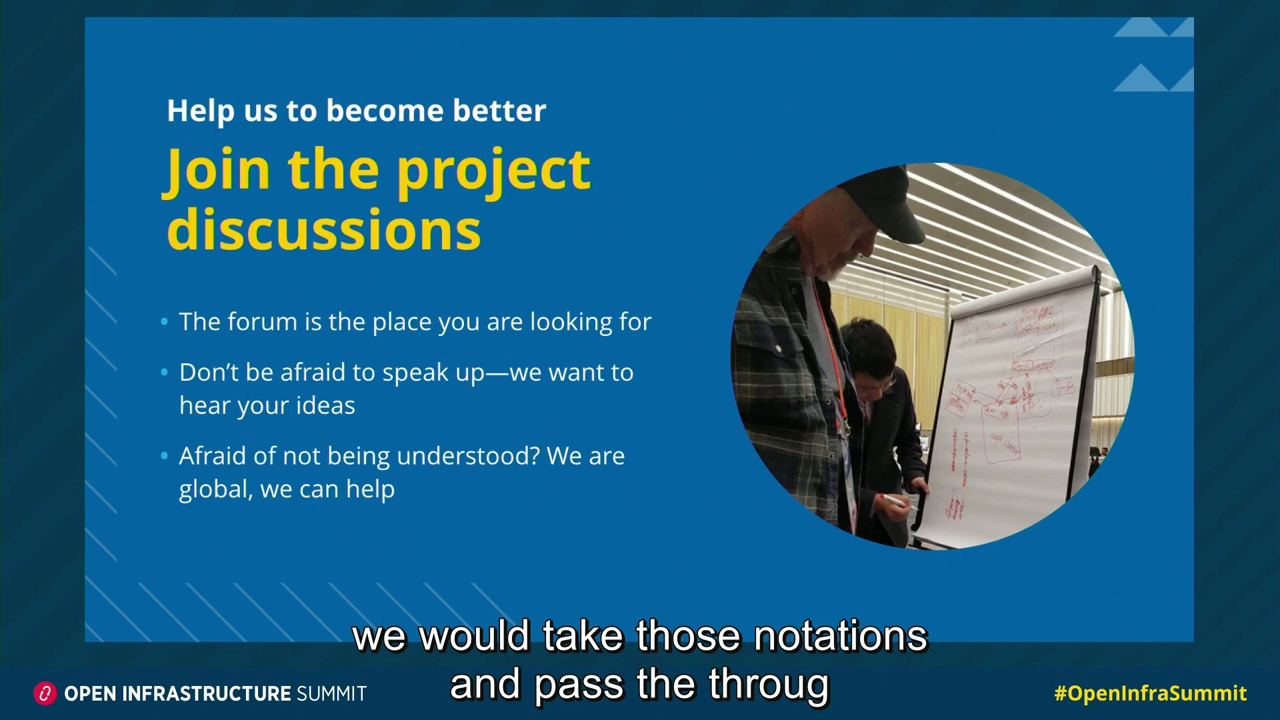 Help us to become better
Join the project
discussions
• The forum is the place you are looking for
• Don’t be afraid to speak up—we want to
hear your ideas
• Afraid of not being understood? We are
global, we can help
we would take those notations
and pass the throug
OPEN INFRASTRUCTURE SUMMIT
#OpenInfraSummit